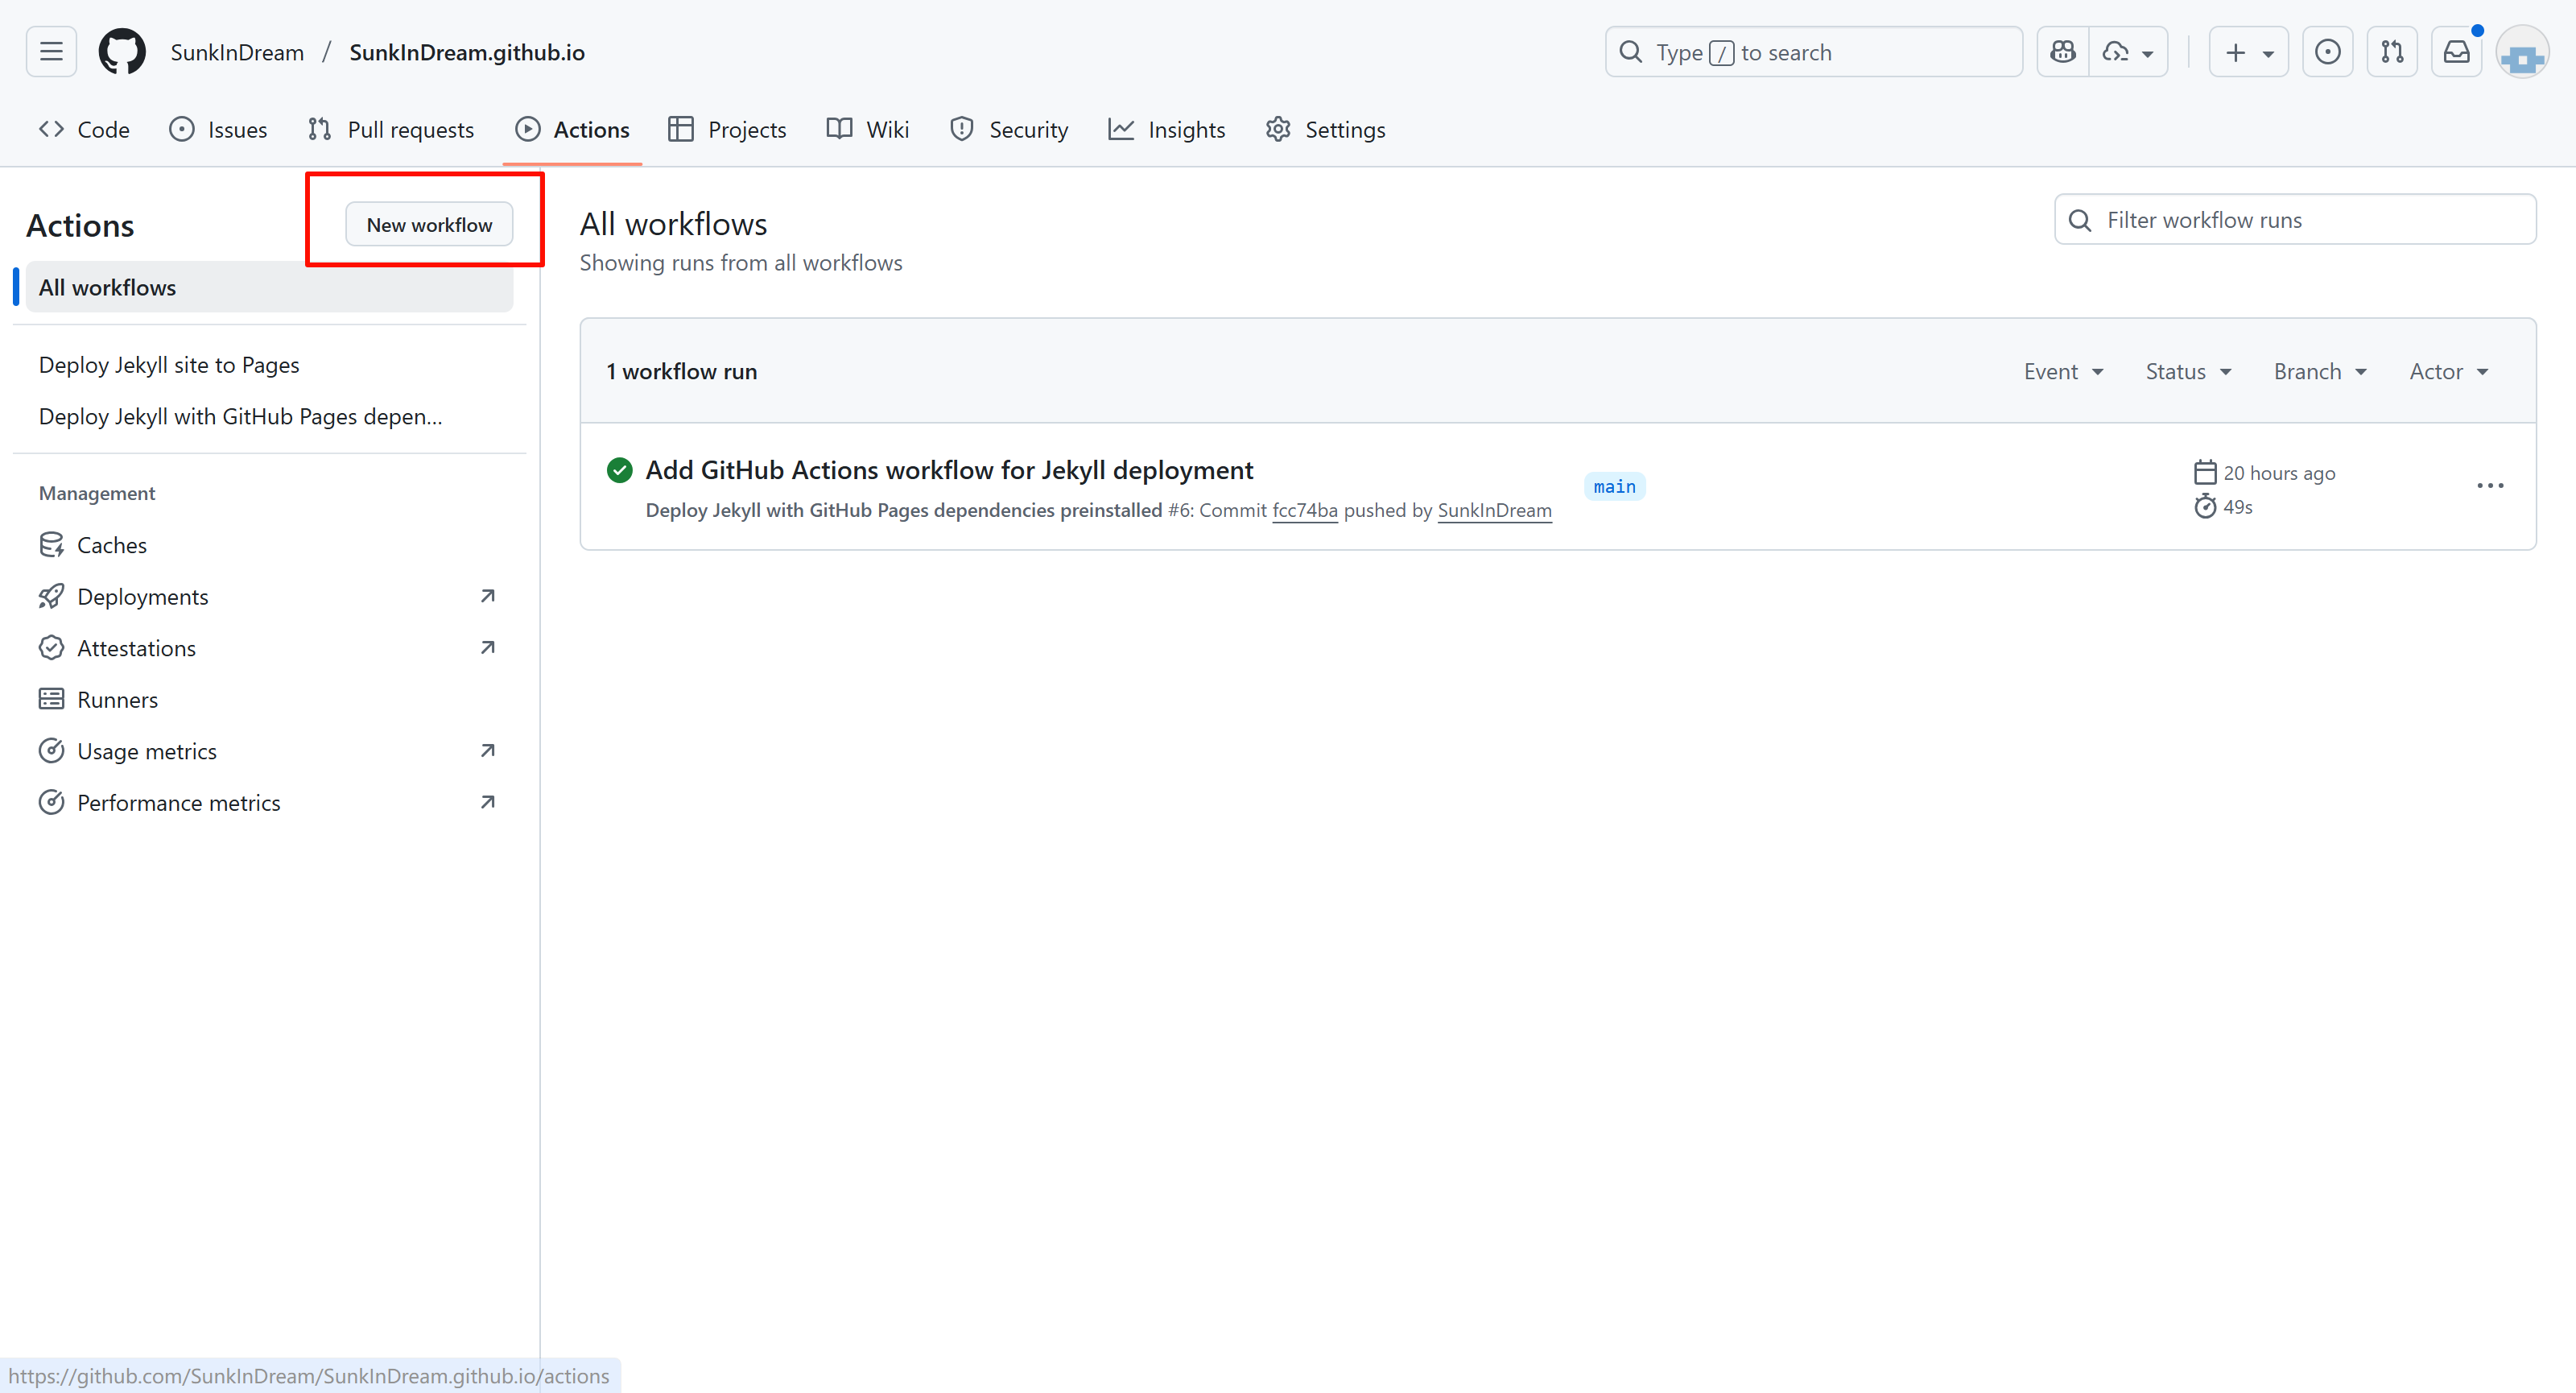 SunkInDream / SunkInDream.github.io
Type / to search
Code Issues Pull requests Actions Projects Wiki Security Insights Settings
Actions
New workflow
All workflows
Deploy Jekyll site to Pages
Deploy Jekyll with GitHub Pages depen...
Management
Caches
Deployments
Attestations
Runners
Usage metrics
Performance metrics
All workflows
Showing runs from all workflows
Filter workflow runs
1 workflow run
Event Status Branch Actor
Add GitHub Actions workflow for Jekyll deployment
Deploy Jekyll with GitHub Pages dependencies preinstalled #6: Commit fcc74ba pushed by SunkInDream
main
20 hours ago
49s
https://github.com/SunkInDream/SunkInDream.github.io/actions